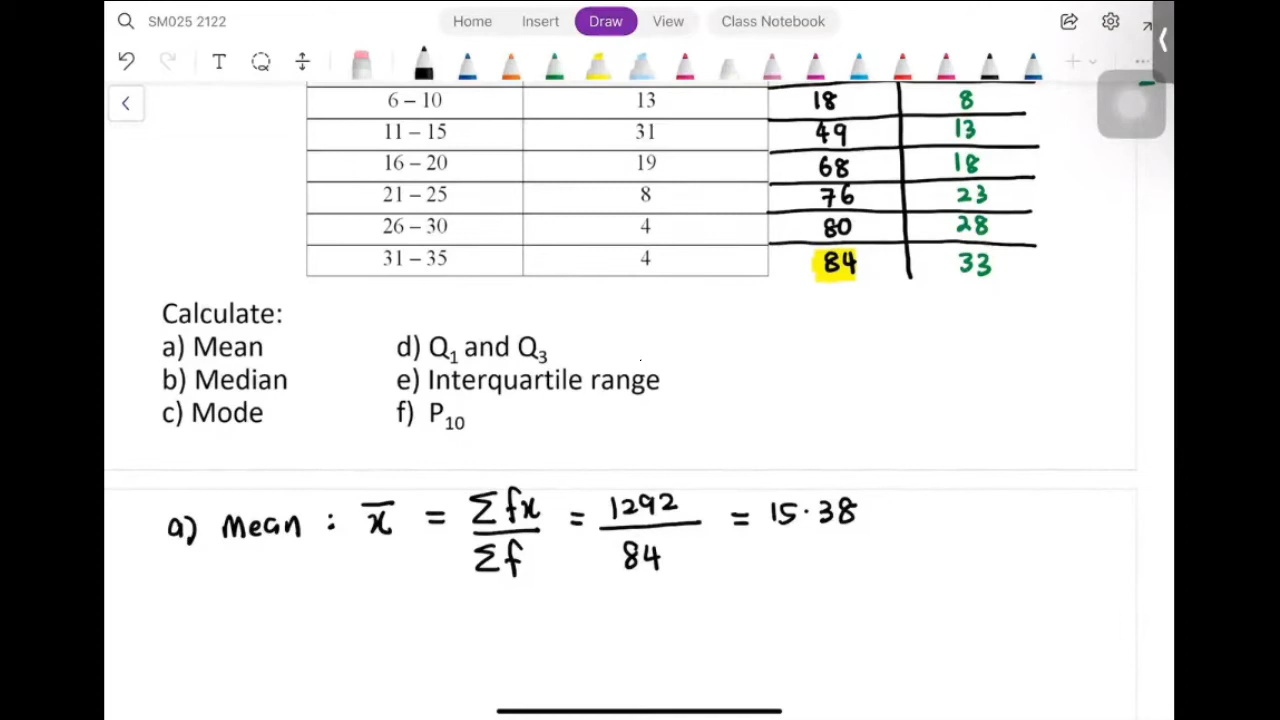 SM025 2122
Home Insert Draw View Class Notebook
T
6 – 10 13 18 8
11 – 15 31 49 13
16 – 20 19 68 18
21 – 25 8 76 23
26 – 30 4 80 28
31 – 35 4 84 33
Calculate:
a) Mean d) Q₁ and Q₃
b) Median e) Interquartile range
c) Mode f) P₁₀
a) Mean : x̅ = Σfx / Σf = 1292 / 84 = 15.38